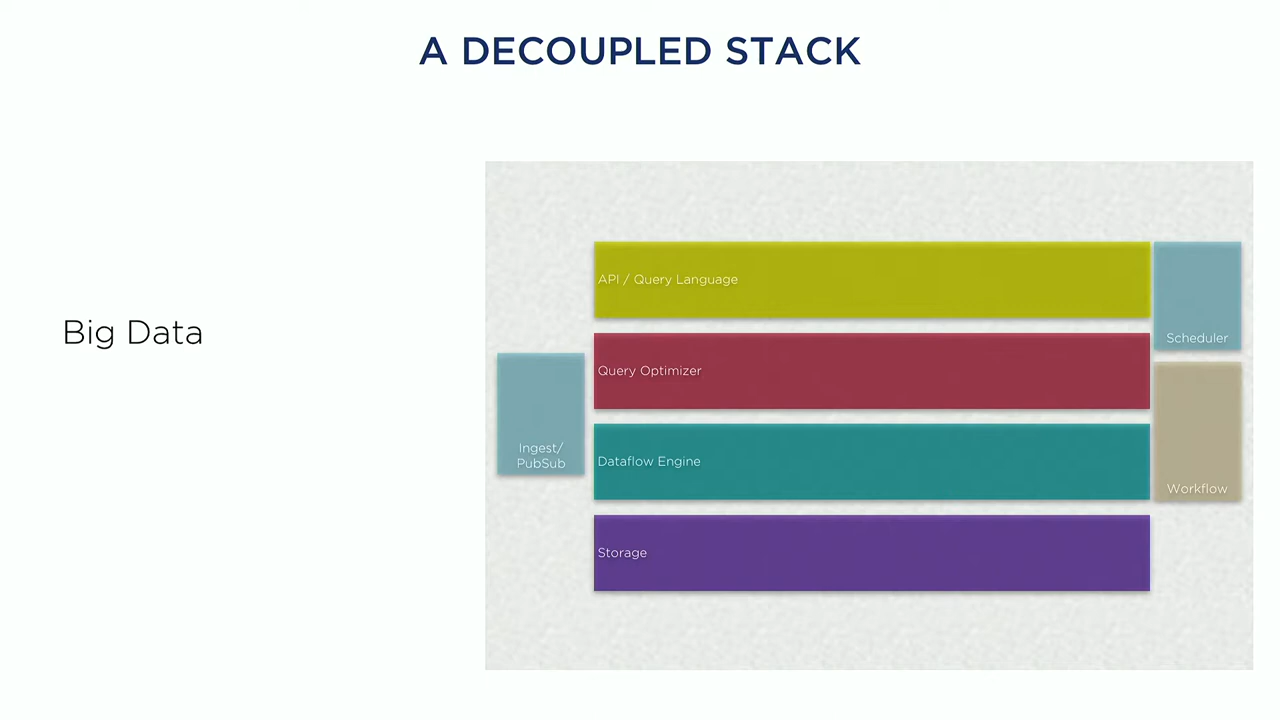 A DECOUPLED STACK
Big Data
API / Query Language
Query Optimizer
Dataflow Engine
Storage
Ingest/
PubSub
Scheduler
Workflow